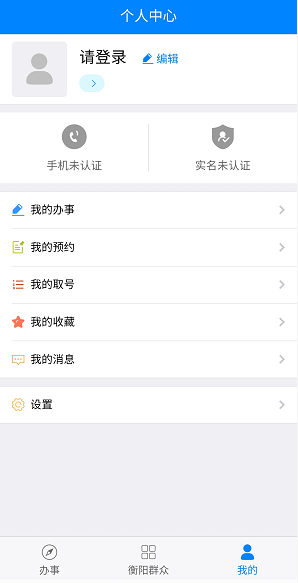 个人中心
请登录 编辑
手机未认证 实名未认证
我的办事
我的预约
我的取号
我的收藏
我的消息
设置
办事 衡阳群众 我的